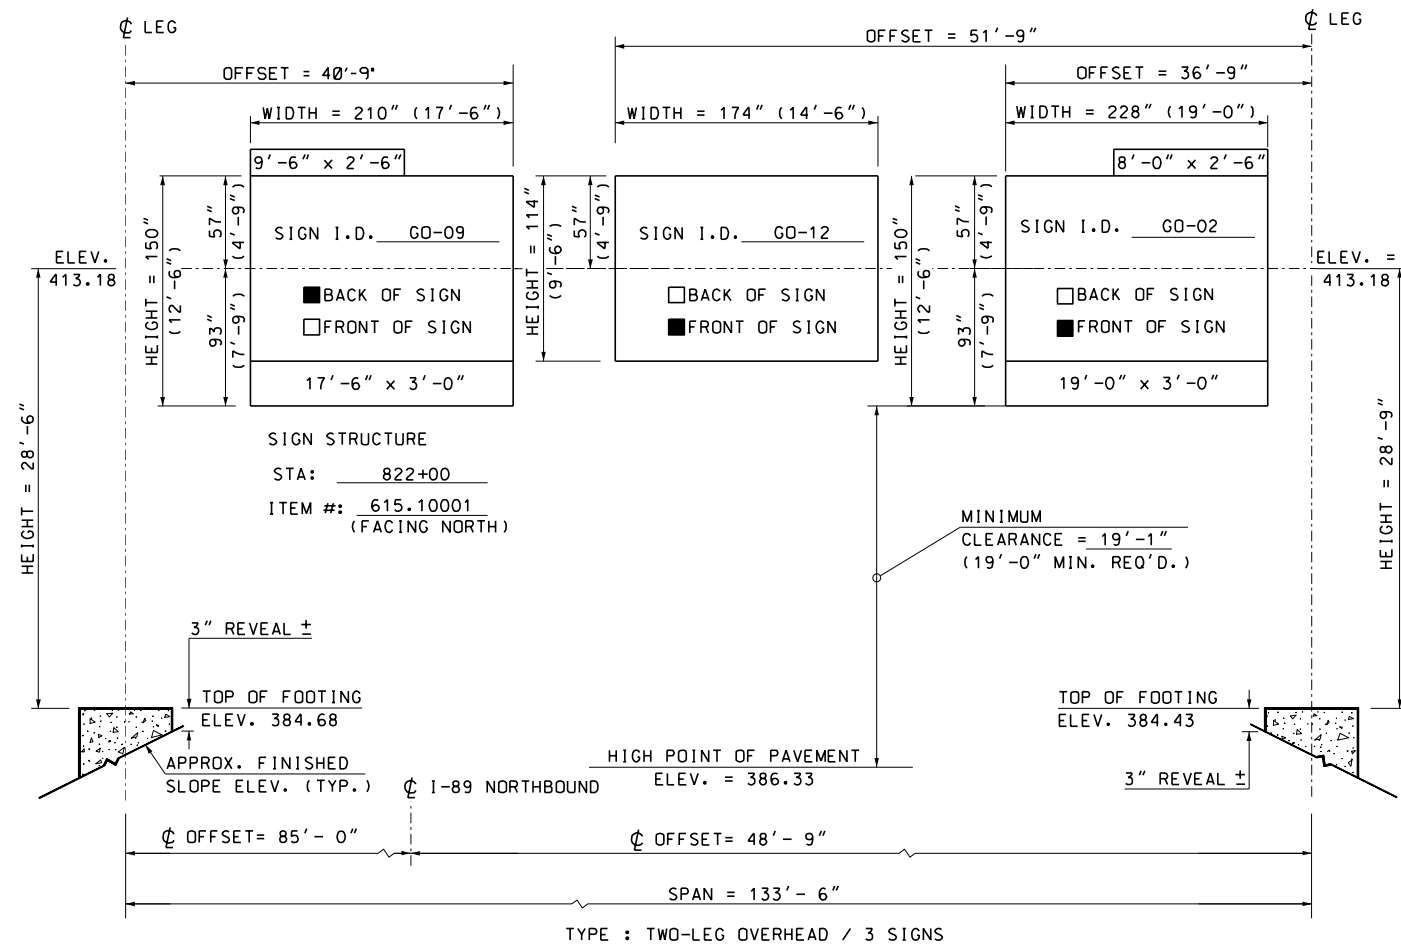 ℄ LEG
℄ LEG
OFFSET = 51'-9"
OFFSET = 40'-9"
OFFSET = 36'-9"
WIDTH = 210" (17'-6")
WIDTH = 174" (14'-6")
WIDTH = 228" (19'-0")
9'-6" x 2'-6"
8'-0" x 2'-6"
HEIGHT = 150"
(12'-6")
57"
(4'-9")
93"
(7'-9")
SIGN I.D. GO-09
BACK OF SIGN
FRONT OF SIGN
17'-6" x 3'-0"
HEIGHT = 114"
(9'-6")
57"
(4'-9")
SIGN I.D. GO-12
BACK OF SIGN
FRONT OF SIGN
HEIGHT = 150"
(12'-6")
57"
(4'-9")
93"
(7'-9")
SIGN I.D. GO-02
BACK OF SIGN
FRONT OF SIGN
19'-0" x 3'-0"
ELEV.
413.18
ELEV. =
413.18
HEIGHT = 28'-6"
HEIGHT = 28'-9"
SIGN STRUCTURE
STA: 822+00
ITEM #: 615.10001
(FACING NORTH)
MINIMUM
CLEARANCE = 19'-1"
(19'-0" MIN. REQ'D.)
3" REVEAL ±
TOP OF FOOTING
ELEV. 384.68
TOP OF FOOTING
ELEV. 384.43
APPROX. FINISHED
SLOPE ELEV. (TYP.)
HIGH POINT OF PAVEMENT
ELEV. = 386.33
3" REVEAL ±
℄ I-89 NORTHBOUND
℄ OFFSET= 85'- 0"
℄ OFFSET= 48'- 9"
SPAN = 133'- 6"
TYPE : TWO-LEG OVERHEAD / 3 SIGNS